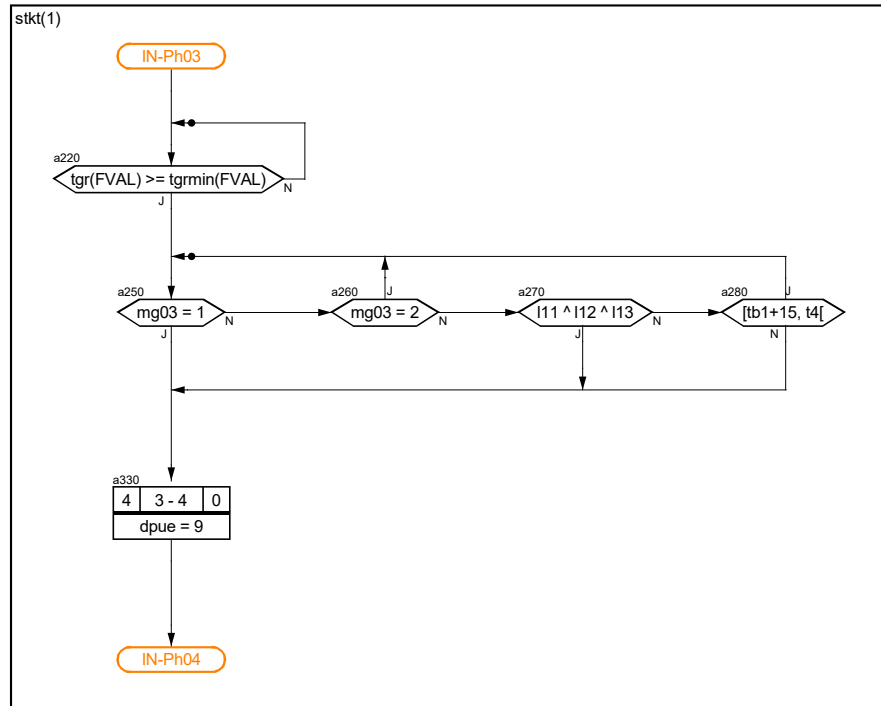 stkt(1)
IN-Ph03
a220
tgr(FVAL) >= tgrmin(FVAL)
N
J
a250
mg03 = 1
N
J
a260
mg03 = 2
J
N
a270
l11 ^ l12 ^ l13
N
J
a280
[tb1+15, t4[
J
N
a330
4 3 - 4 0
dpue = 9
IN-Ph04